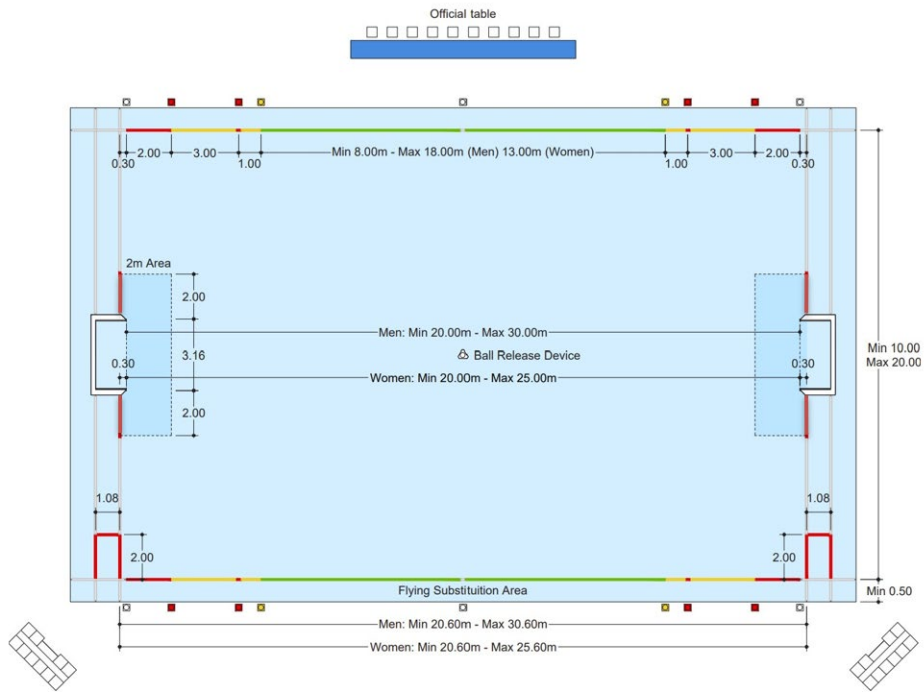 Official table
2.00
3.00
Min 8.00m - Max 18.00m (Men) 13.00m (Women)
3.00
2.00
0.30
1.00
1.00
0.30
2m Area
2.00
Men: Min 20.00m - Max 30.00m
Min 10.00
Max 20.00
3.16
Ball Release Device
0.30
0.30
Women: Min 20.00m - Max 25.00m
2.00
1.08
1.08
2.00
2.00
Flying Substituition Area
Min 0.50
Men: Min 20.60m - Max 30.60m
Women: Min 20.60m - Max 25.60m